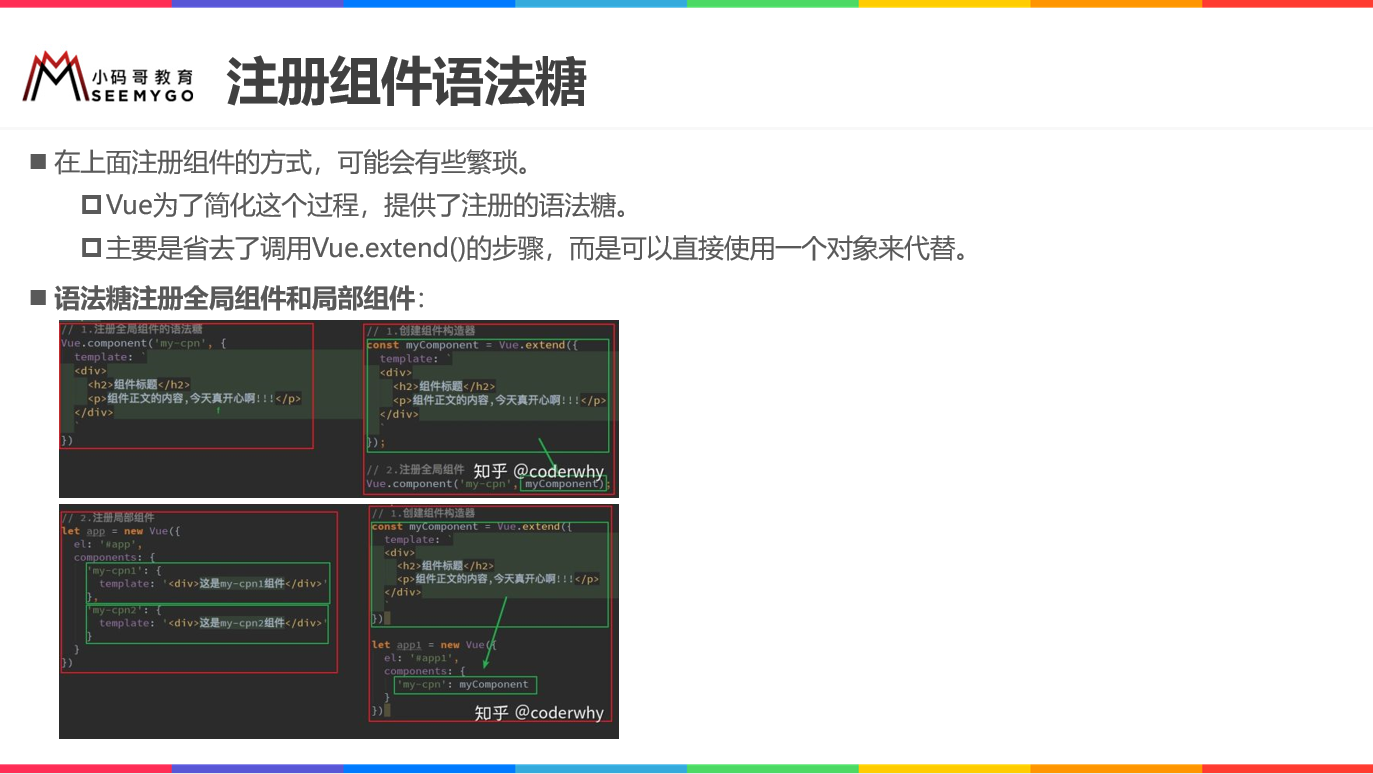 小码哥教育
SEEMYGO
注册组件语法糖
■ 在上面注册组件的方式，可能会有些繁琐。
Vue为了简化这个过程，提供了注册的语法糖。
主要是省去了调用Vue.extend()的步骤，而是可以直接使用一个对象来代替。
■ 语法糖注册全局组件和局部组件：
// 1.注册全局组件的语法糖
Vue.component('my-cpn', {
template: `
<div>
<h2>组件标题</h2>
<p>组件正文的内容,今天真开心啊!!!</p>
</div>
`
})
// 1.创建组件构造器
const myComponent = Vue.extend({
template: `
<div>
<h2>组件标题</h2>
<p>组件正文的内容,今天真开心啊!!!</p>
</div>
`
});
// 2.注册全局组件
知乎 @coderwhy
Vue.component('my-cpn', myComponent);
// 2.注册局部组件
let app = new Vue({
el: '#app',
components: {
'my-cpn1': {
template: '<div>这是my-cpn1组件</div>'
},
'my-cpn2': {
template: '<div>这是my-cpn2组件</div>'
}
}
})
// 1.创建组件构造器
const myComponent = Vue.extend({
template: `
<div>
<h2>组件标题</h2>
<p>组件正文的内容,今天真开心啊!!!</p>
</div>
`
})
let app1 = new Vue({
el: '#app1',
components: {
'my-cpn': myComponent
}
})
知乎 @coderwhy